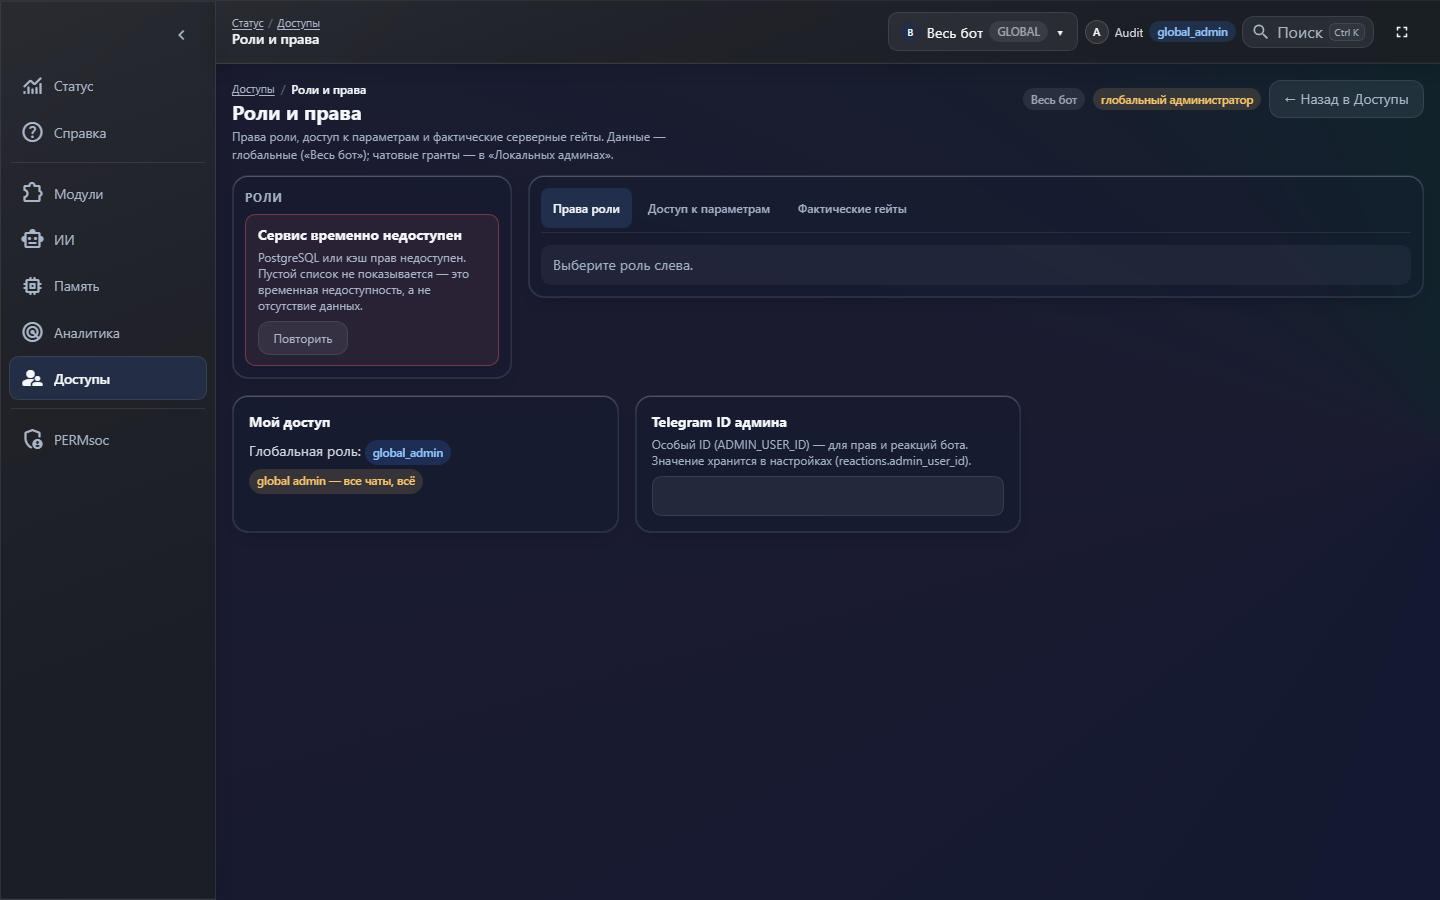 Статус
Справка
Модули
ИИ
Память
Аналитика
Доступы
PERMsoc
Статус / Доступы
Роли и права
B Весь бот GLOBAL ▾
A Audit global_admin
Поиск Ctrl K
Доступы / Роли и права
Роли и права
Права роли, доступ к параметрам и фактические серверные гейты. Данные —
глобальные («Весь бот»); чатовые гранты — в «Локальных админах».
Весь бот
глобальный администратор
← Назад в Доступы
РОЛИ
Сервис временно недоступен
PostgreSQL или кэш прав недоступен.
Пустой список не показывается — это
временная недоступность, а не
отсутствие данных.
Повторить
Права роли
Доступ к параметрам
Фактические гейты
Выберите роль слева.
Мой доступ
Глобальная роль: global_admin
global admin — все чаты, всё
Telegram ID админа
Особый ID (ADMIN_USER_ID) — для прав и реакций бота.
Значение хранится в настройках (reactions.admin_user_id).